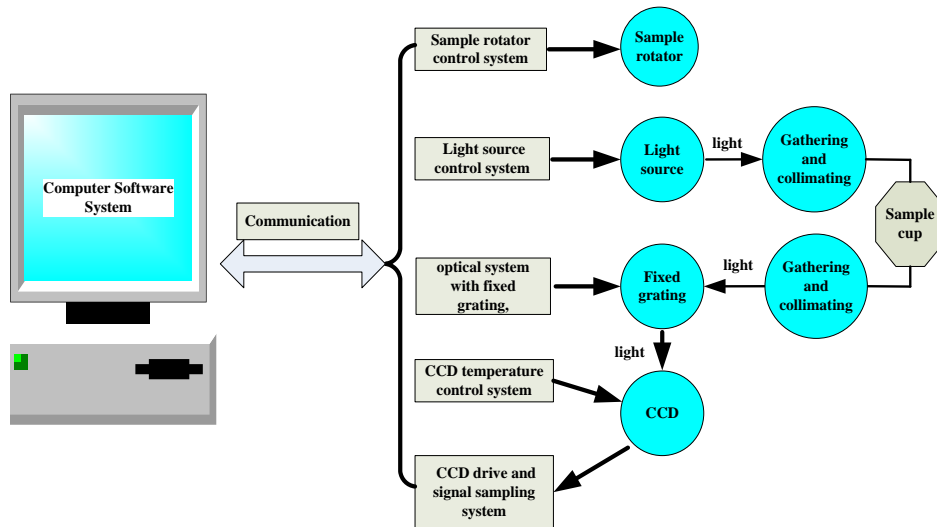 Computer Software
System
Communication
Sample rotator
control system
Sample
rotator
Light source
control system
Light
source
light
Gathering
and
collimating
Sample
cup
optical system
with fixed
grating,
Fixed
grating
light
Gathering
and
collimating
light
CCD temperature
control system
CCD
CCD drive and
signal sampling
system